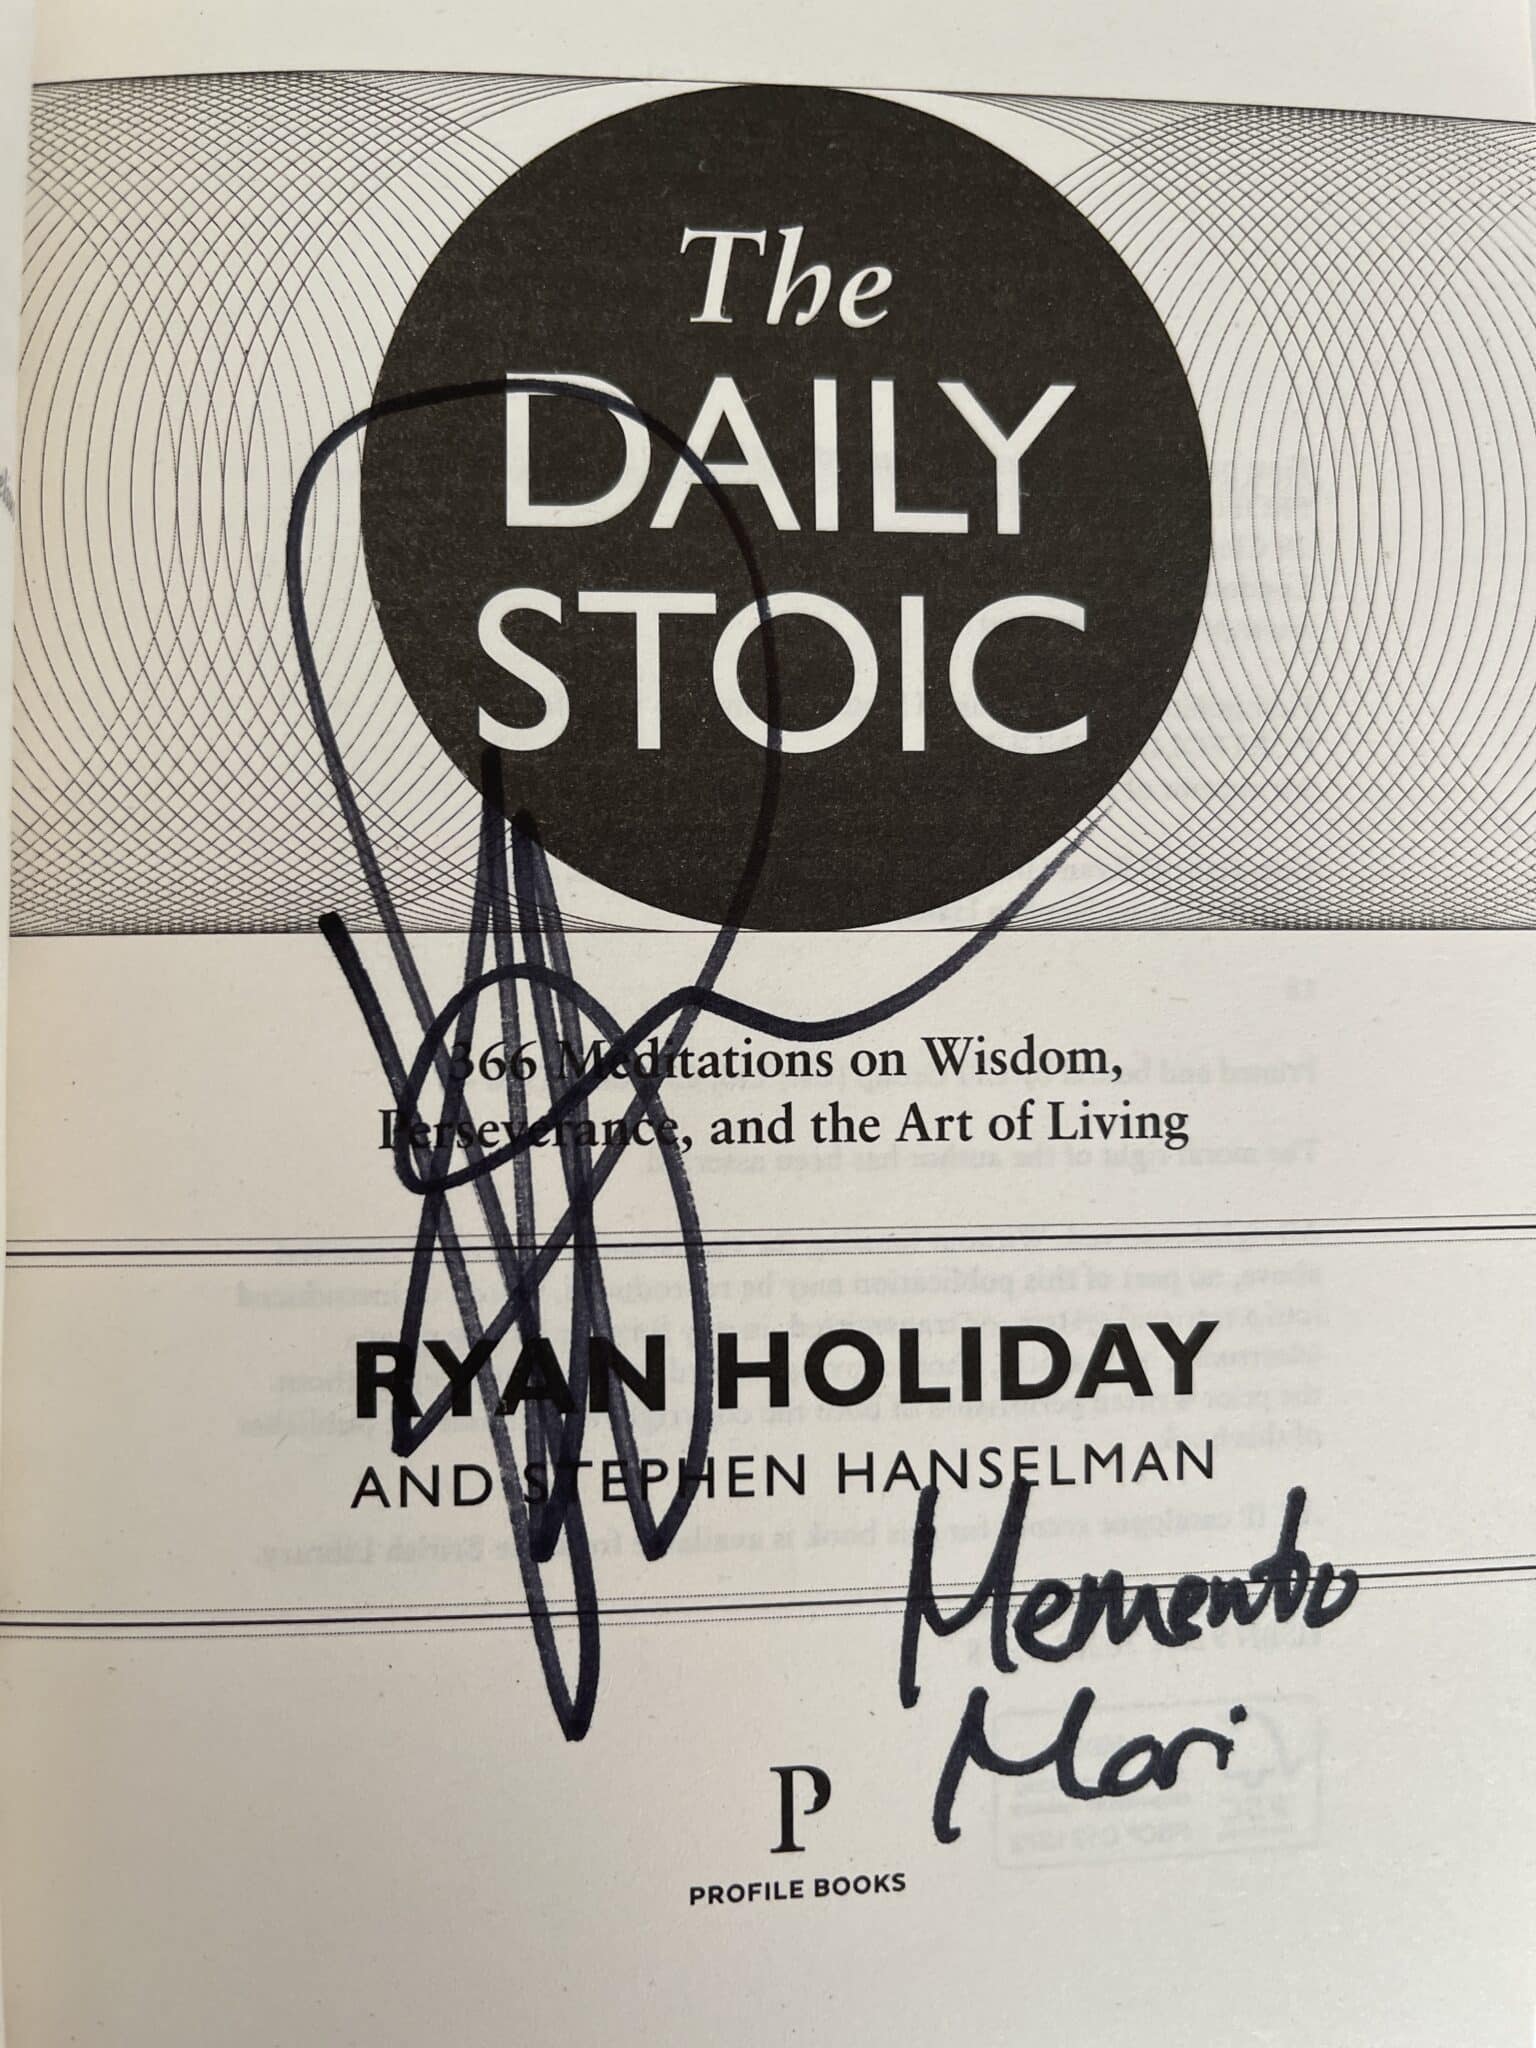 The
DAILY
STOIC
366 Meditations on Wisdom,
Perseverance, and the Art of Living
RYAN HOLIDAY
AND STEPHEN HANSELMAN
Memento
Mori
P
PROFILE BOOKS